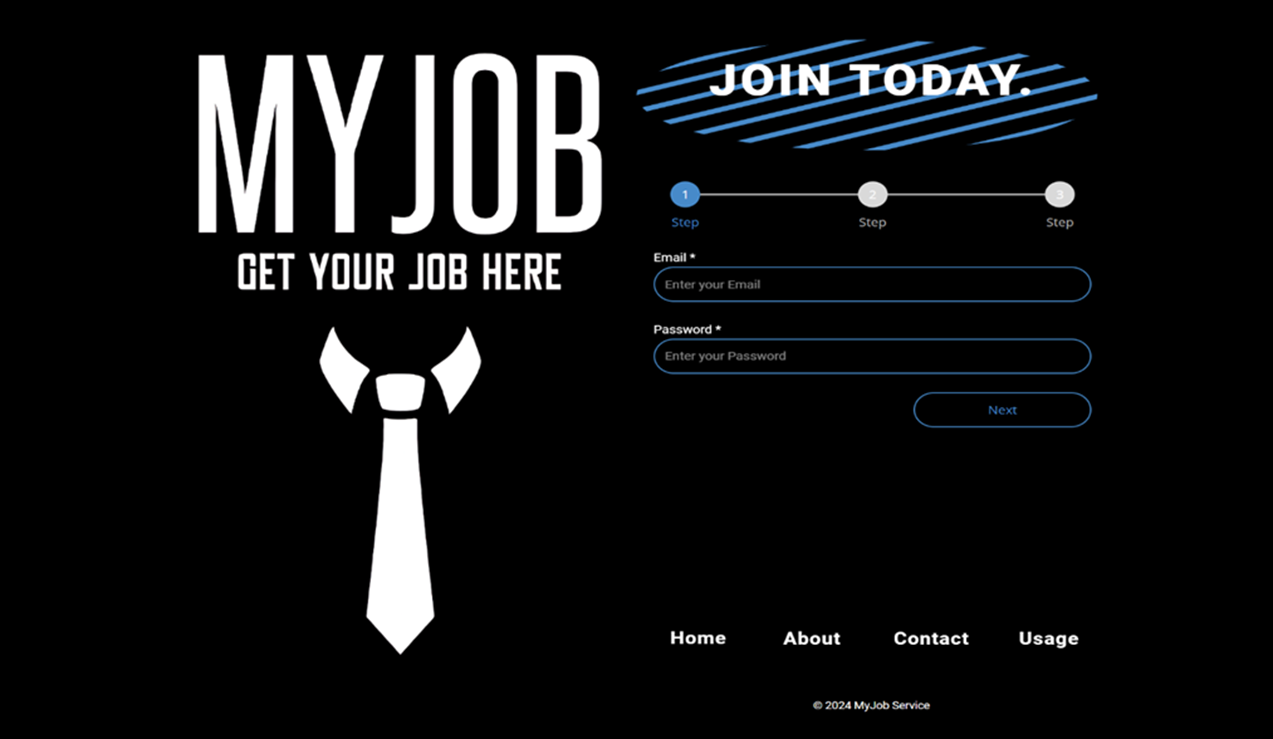 MYJOB
GET YOUR JOB HERE
JOIN TODAY.
1 2 3
Step Step Step
Email *
Enter your Email
Password *
Enter your Password
Next
Home About Contact Usage
© 2024 MyJob Service